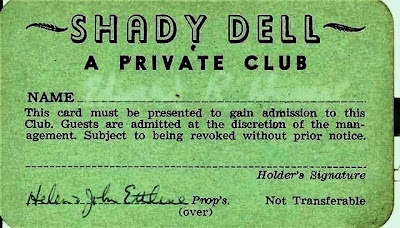 SHADY DELL
A PRIVATE CLUB
NAME
This card must be presented to gain admission to this
Club. Guests are admitted at the discretion of the man-
agement. Subject to being revoked without prior notice.
Holder's Signature
Helen & John Ettline Prop's. Not Transferable
(over)